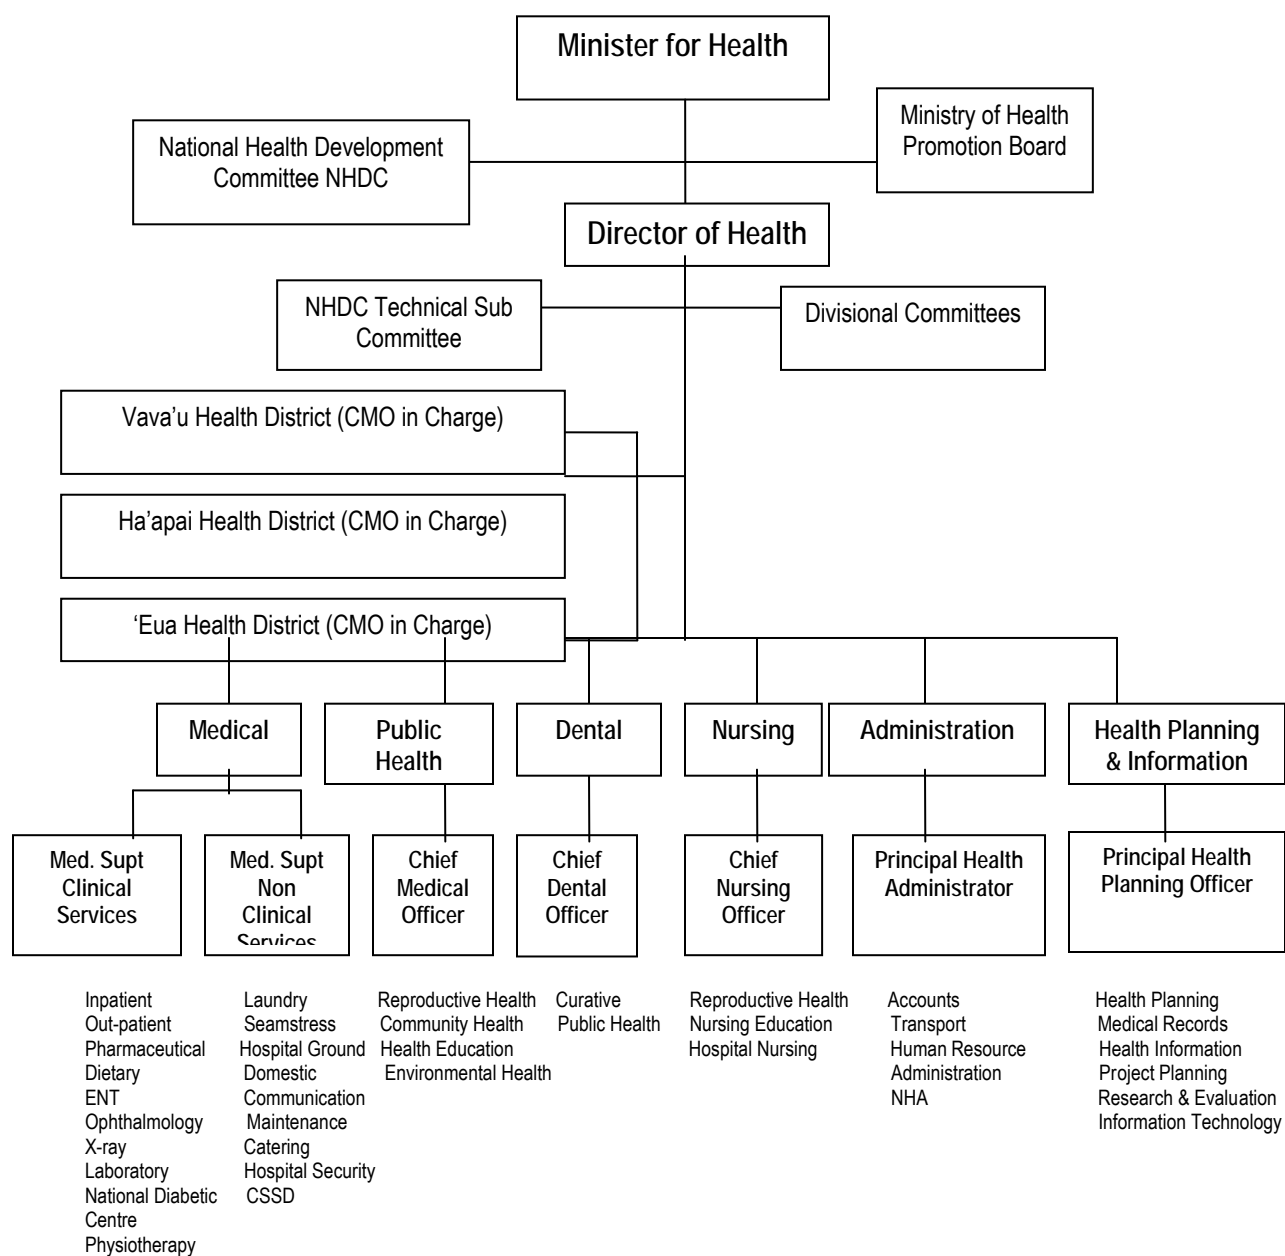 Minister for Health
Ministry of Health
Promotion Board
National Health Development
Committee NHDC
Director of Health
NHDC Technical Sub
Committee
Divisional Committees
Vava’u Health District (CMO in Charge)
Ha’apai Health District (CMO in Charge)
‘Eua Health District (CMO in Charge)
Medical
Public
Health
Dental
Nursing
Administration
Health Planning
& Information
Med. Supt
Clinical
Services
Med. Supt
Non
Clinical
Services
Chief
Medical
Officer
Chief
Dental
Officer
Chief
Nursing
Officer
Principal Health
Administrator
Principal Health
Planning Officer
Inpatient
Out-patient
Pharmaceutical
Dietary
ENT
Ophthalmology
X-ray
Laboratory
National Diabetic
Centre
Physiotherapy
Laundry
Seamstress
Hospital Ground
Domestic
Communication
Maintenance
Catering
Hospital Security
CSSD
Reproductive Health
Community Health
Health Education
Environmental Health
Curative
Public Health
Reproductive Health
Nursing Education
Hospital Nursing
Accounts
Transport
Human Resource
Administration
NHA
Health Planning
Medical Records
Health Information
Project Planning
Research & Evaluation
Information Technology